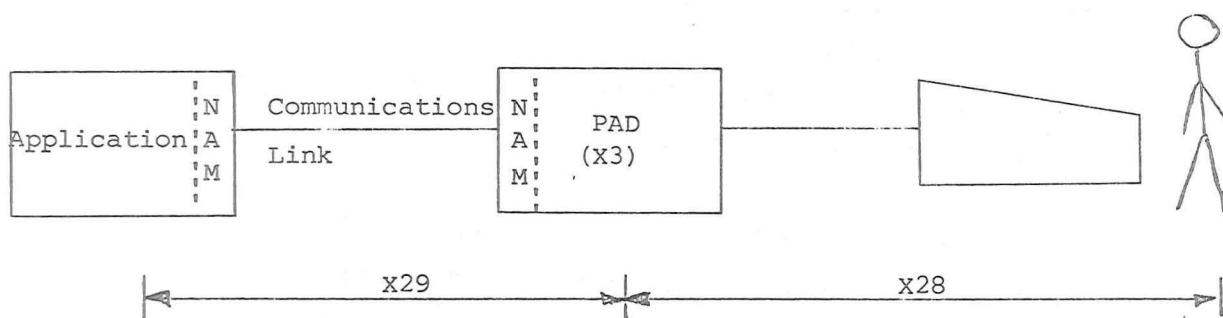 Application
N
A
M
Communications
Link
N
A
M
PAD
(X3)
X29
X28